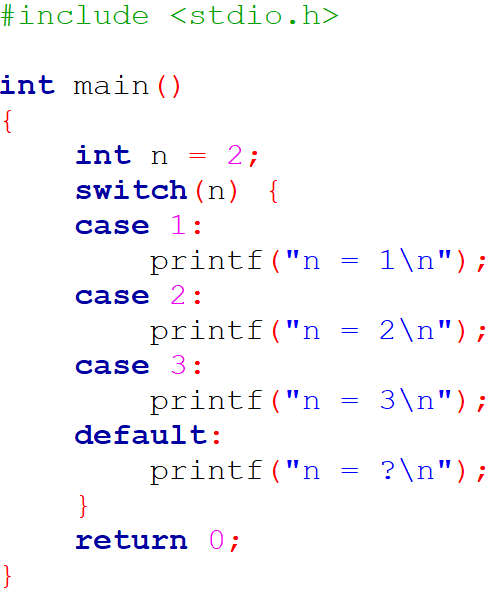 #include <stdio.h>

int main()
{
    int n = 2;
    switch(n) {
    case 1:
        printf("n = 1\n");
    case 2:
        printf("n = 2\n");
    case 3:
        printf("n = 3\n");
    default:
        printf("n = ?\n");
    }
    return 0;
}